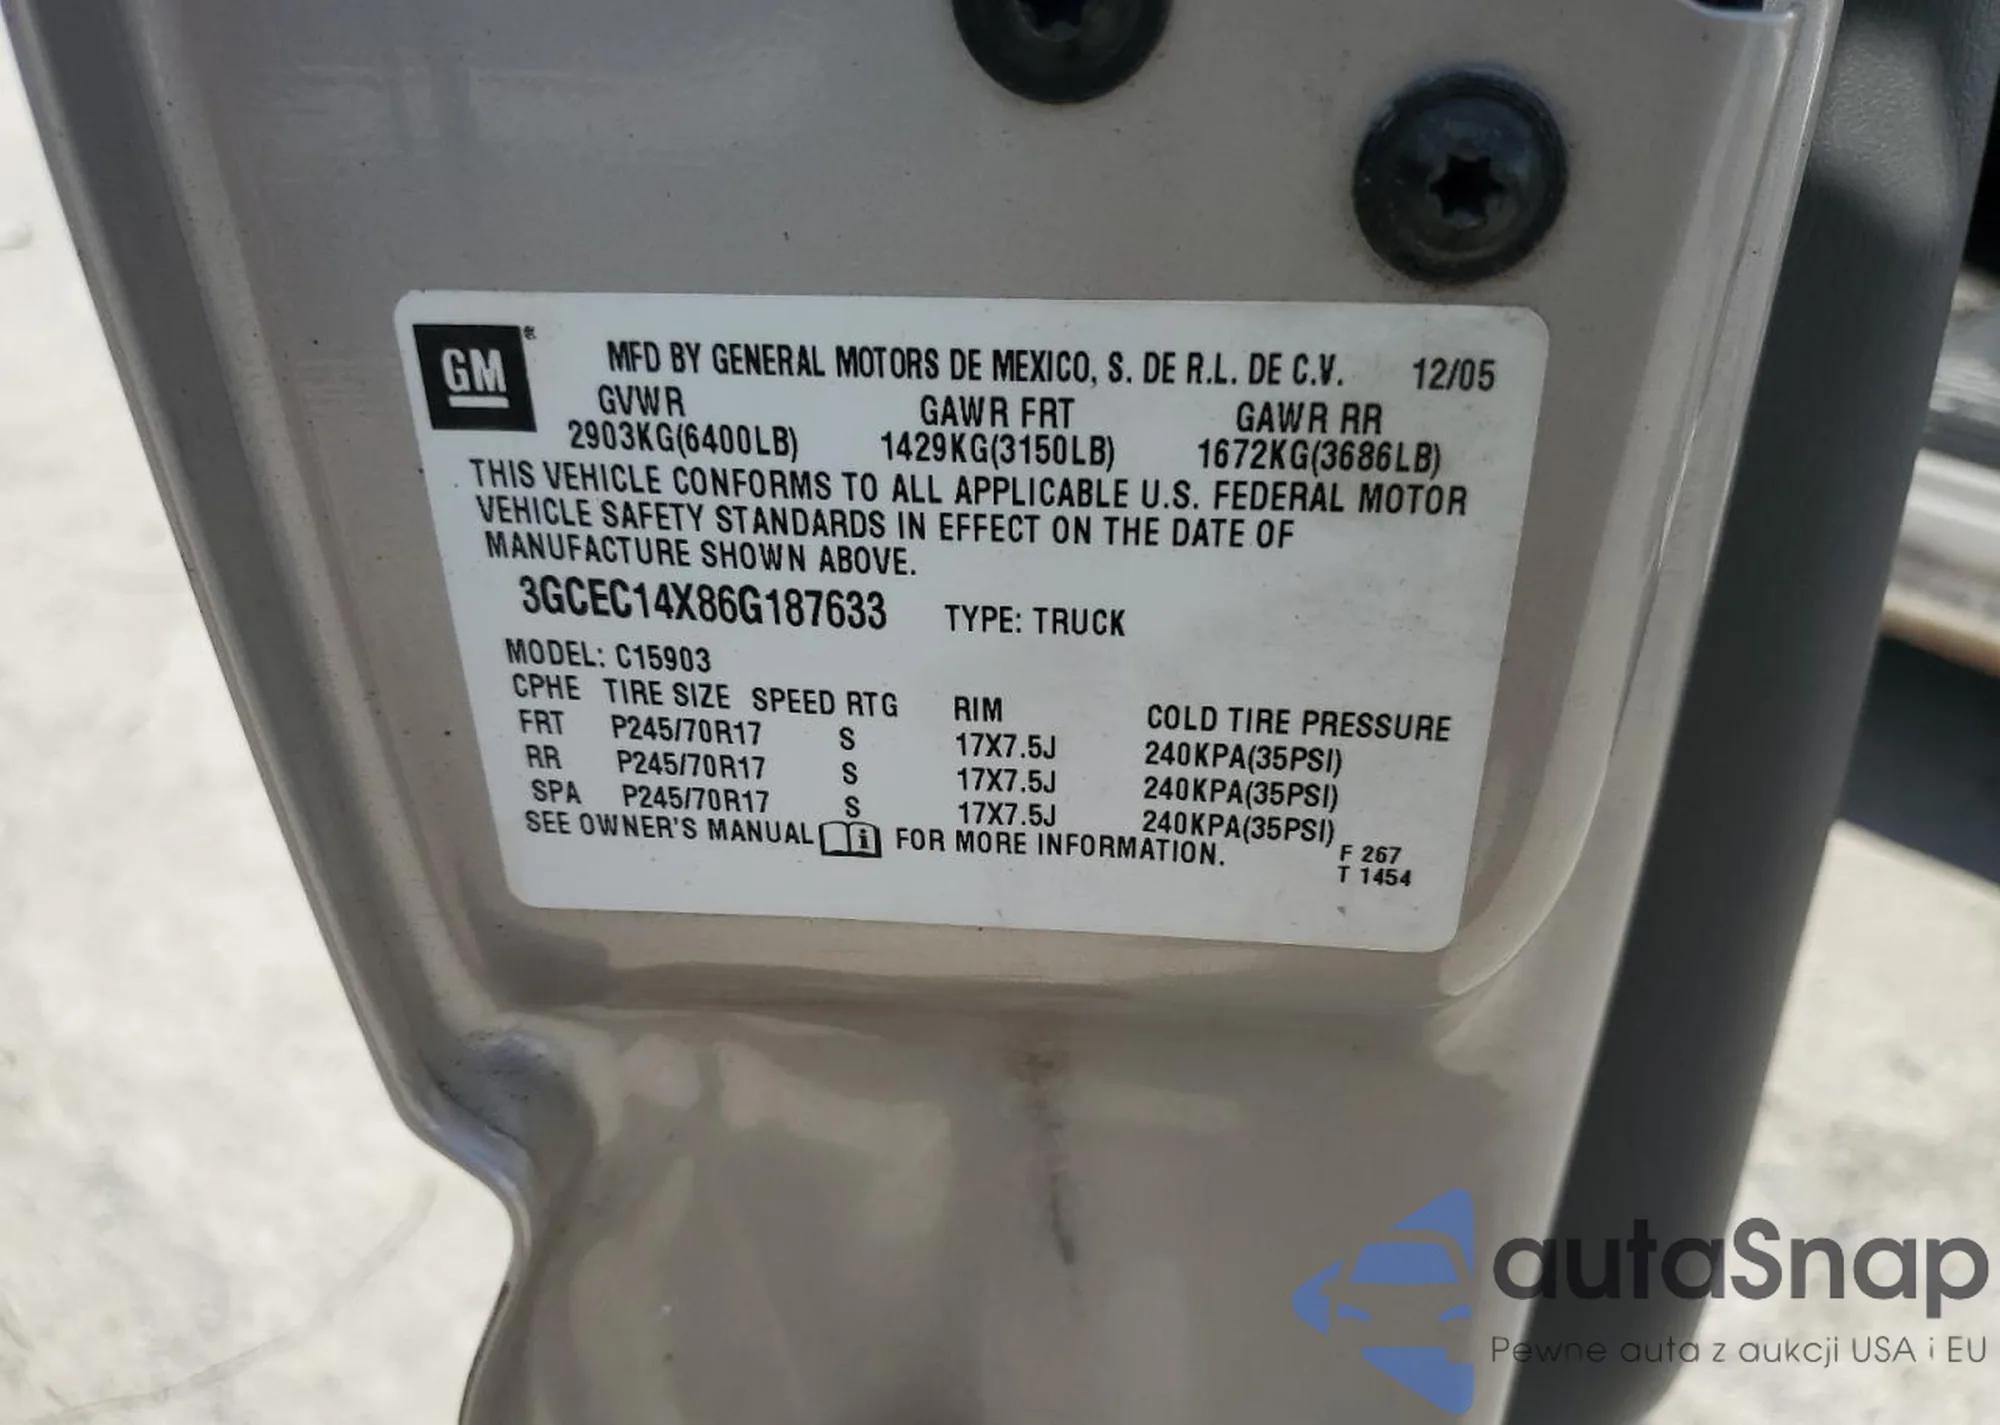 GM®
MFD BY GENERAL MOTORS DE MEXICO, S. DE R.L. DE C.V. 12/05
GVWR GAWR FRT GAWR RR
2903KG(6400LB) 1429KG(3150LB) 1672KG(3686LB)
THIS VEHICLE CONFORMS TO ALL APPLICABLE U.S. FEDERAL MOTOR
VEHICLE SAFETY STANDARDS IN EFFECT ON THE DATE OF
MANUFACTURE SHOWN ABOVE.
3GCEC14X86G187633 TYPE: TRUCK
MODEL: C15903
CPHE TIRE SIZE SPEED RTG RIM COLD TIRE PRESSURE
FRT P245/70R17 S 17X7.5J 240KPA(35PSI)
RR P245/70R17 S 17X7.5J 240KPA(35PSI)
SPA P245/70R17 S 17X7.5J 240KPA(35PSI)
SEE OWNER'S MANUAL i FOR MORE INFORMATION.
F 267
T 1454
autaSnap
Pewne auta z aukcji USA i EU